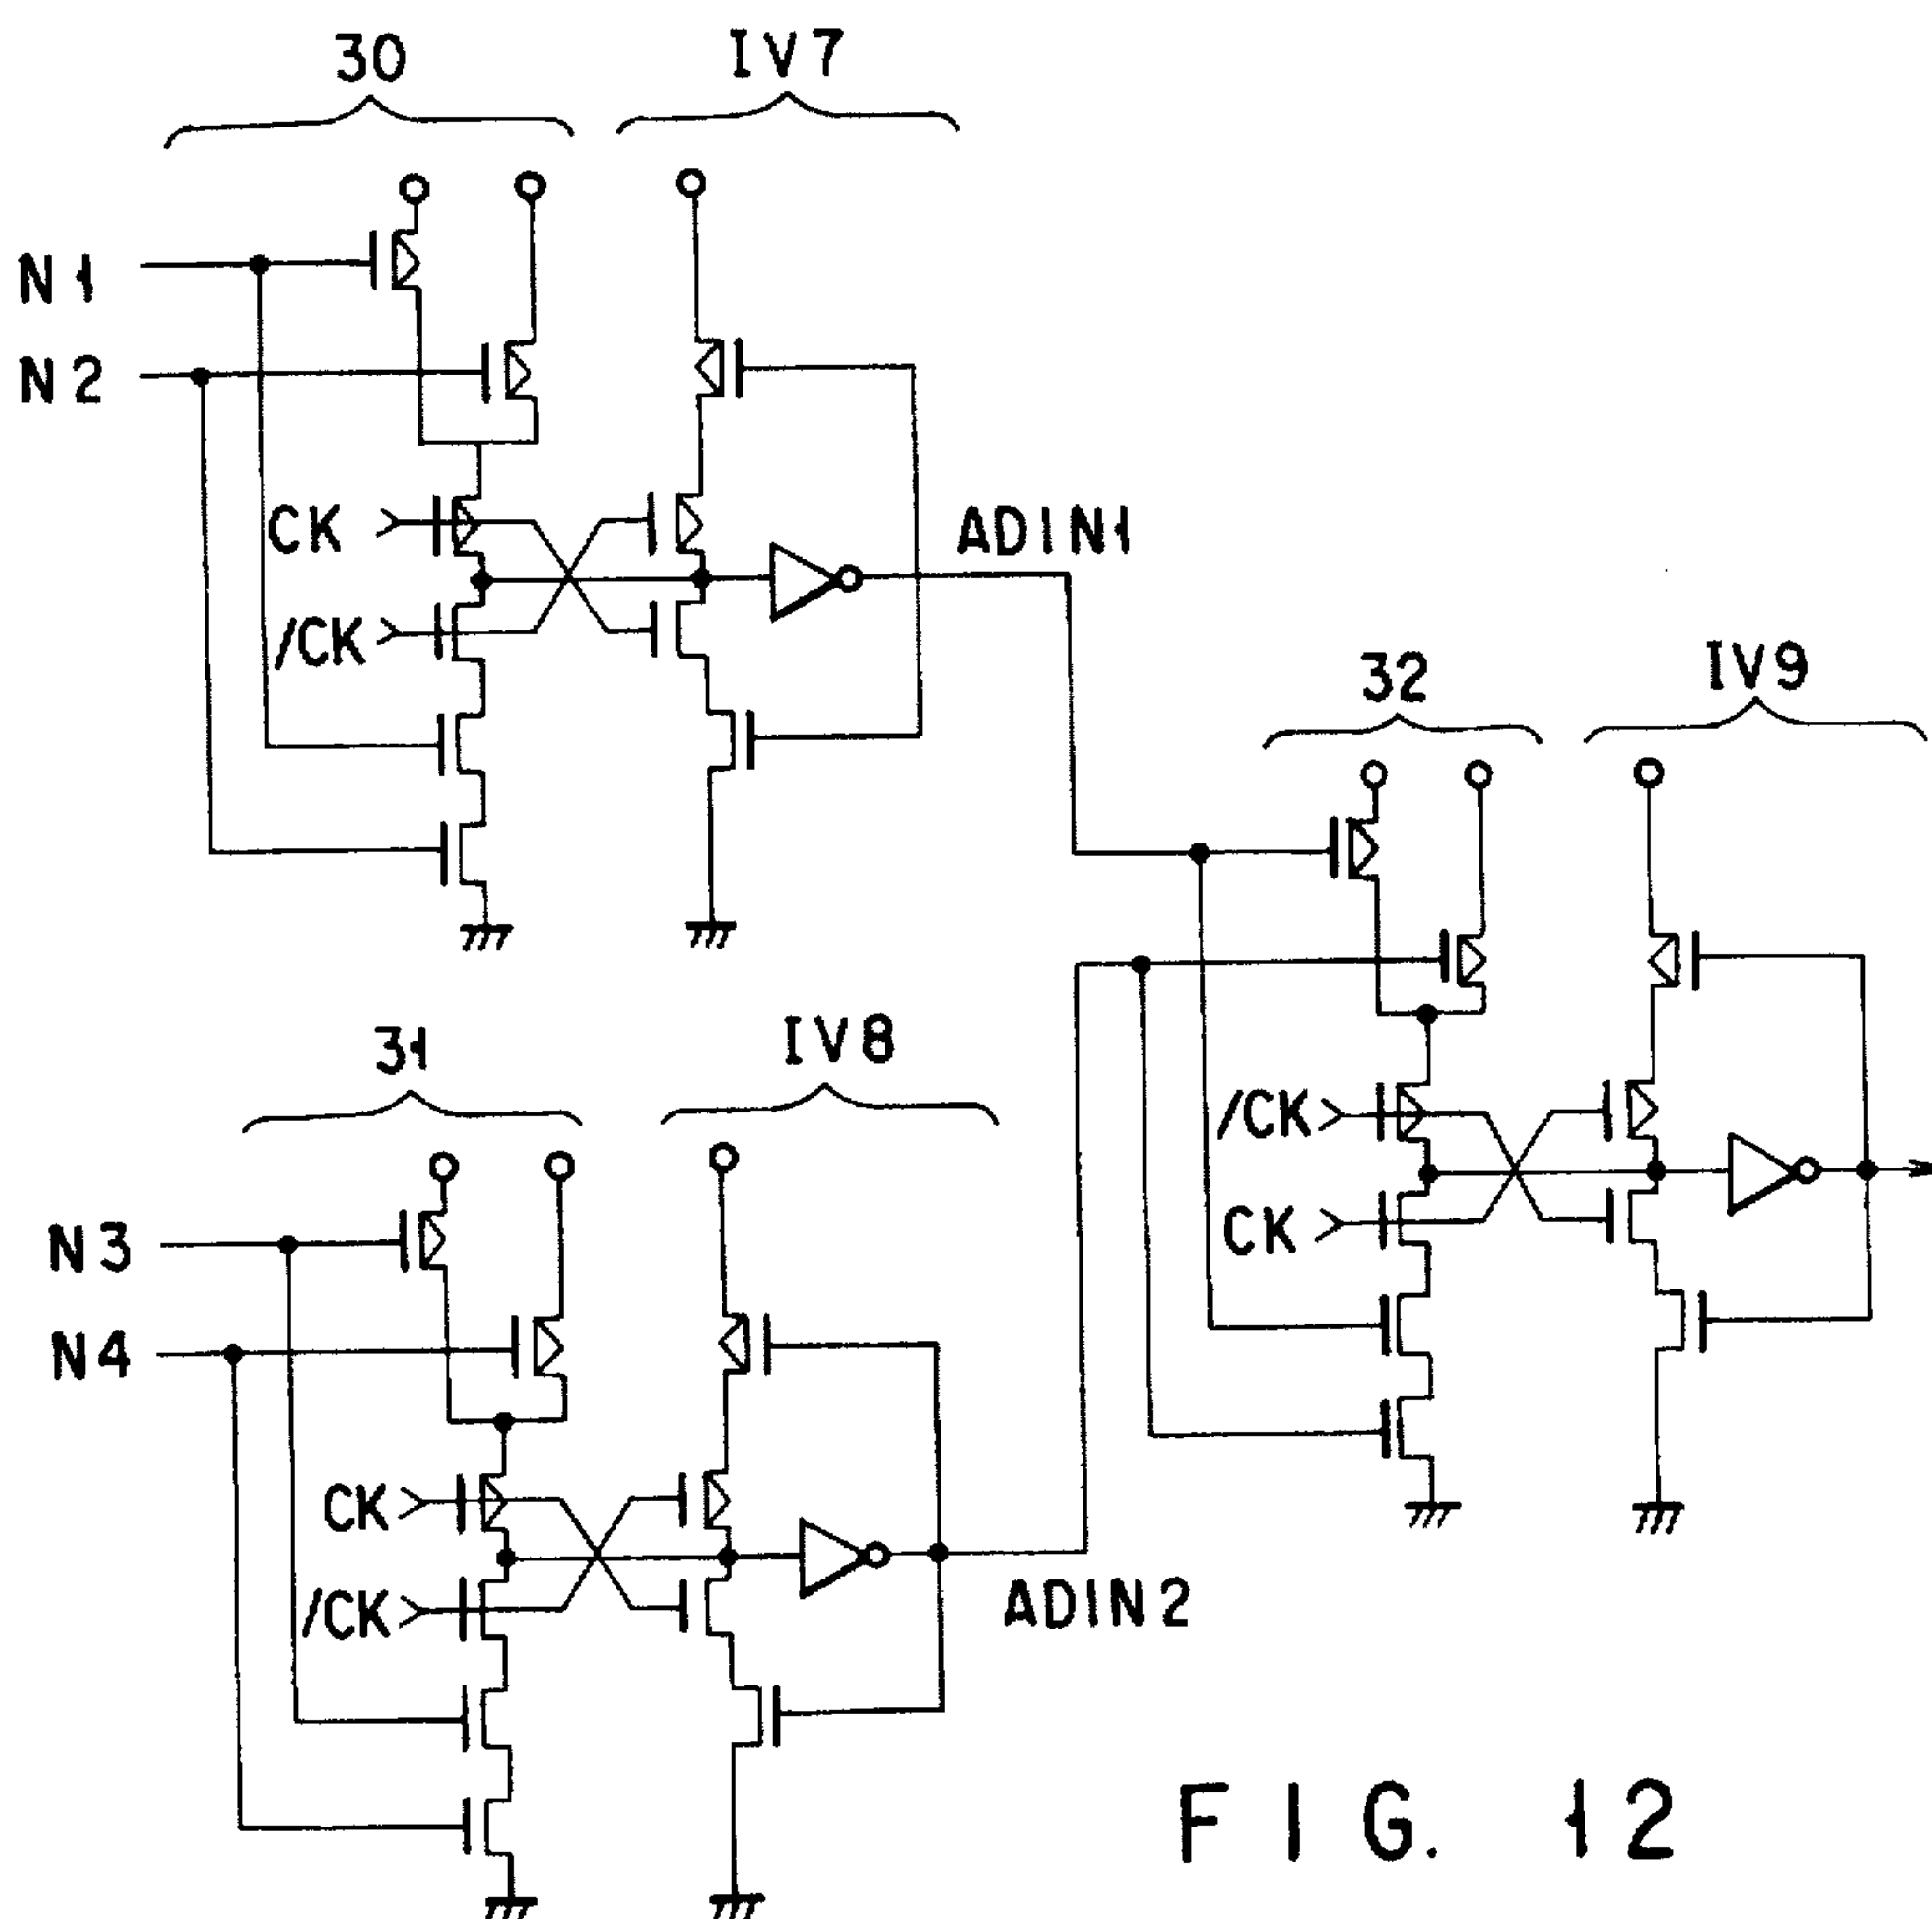 30
IV7
N1
N2
CK
/CK
ADIN1
32
IV9
31
IV8
/CK
CK
N3
N4
CK
/CK
ADIN2
FIG. 12